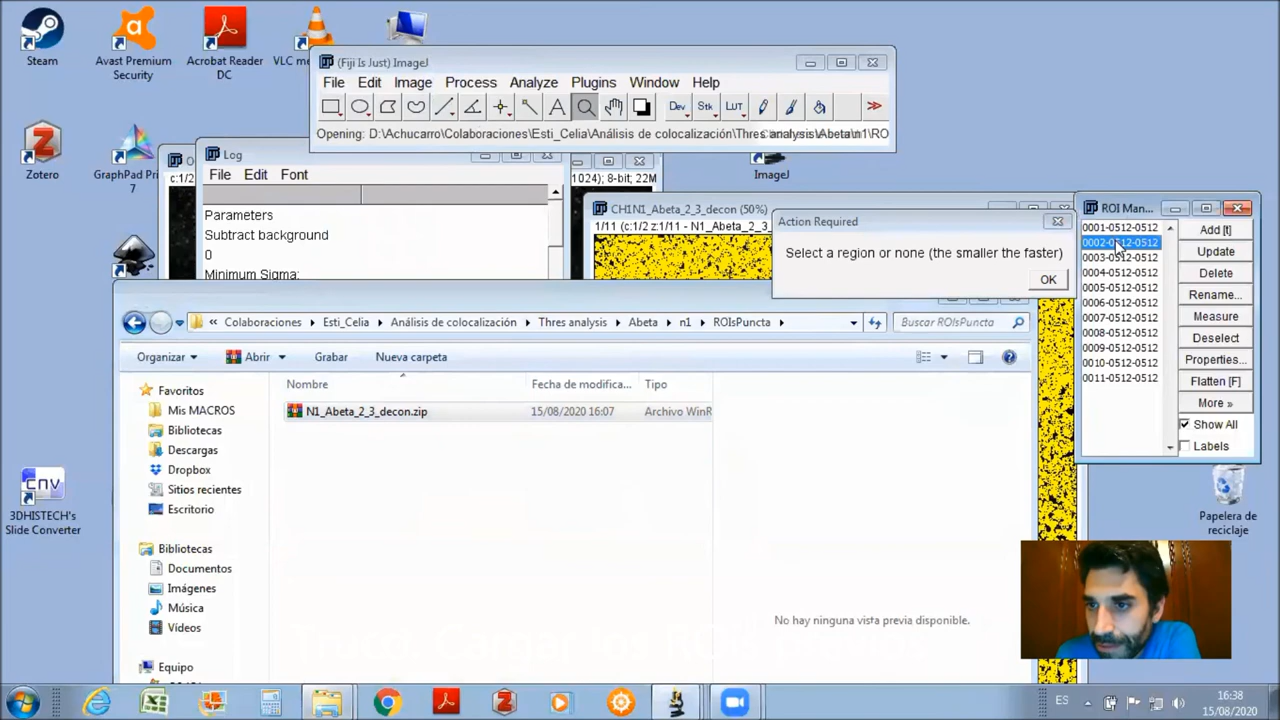 Steam
Avast Premium
Security
Acrobat Reader
DC
VLC me
Zotero
GraphPad Pri
7
ImageJ
3DHISTECH's
Slide Converter
Papelera de
reciclaje
(Fiji Is Just) ImageJ
File Edit Image Process Analyze Plugins Window Help
Dev Stk LUT
Opening: D:\Achucarro\Colaboraciones\Esti_Celia\Análisis de colocalización\Thres analysis\Abeta\n1\RO
O
c:1/2
Log
File Edit Font
Parameters
Subtract background
0
Minimum Sigma:
1024); 8-bit; 22M
CH1N1_Abeta_2_3_decon (50%)
1/11 (c:1/2 z:1/11 - N1_Abeta_2_3_
Action Required
Select a region or none (the smaller the faster)
OK
ROI Man...
0001-0512-0512
0002-0512-0512
0003-0512-0512
0004-0512-0512
0005-0512-0512
0006-0512-0512
0007-0512-0512
0008-0512-0512
0009-0512-0512
0010-0512-0512
0011-0512-0512
Add [t]
Update
Delete
Rename...
Measure
Deselect
Properties...
Flatten [F]
More »
Show All
Labels
« Colaboraciones Esti_Celia Análisis de colocalización Thres analysis Abeta n1 ROIsPuncta
Buscar ROIsPuncta
Organizar Abrir Grabar Nueva carpeta
Nombre Fecha de modifica... Tipo
N1_Abeta_2_3_decon.zip 15/08/2020 16:07 Archivo WinR
Favoritos
Mis MACROS
Bibliotecas
Descargas
Dropbox
Sitios recientes
Escritorio
Bibliotecas
Documentos
Imágenes
Música
Vídeos
Equipo
No hay ninguna vista previa disponible.
Cargar los ROIs
ES
16:38
15/08/2020